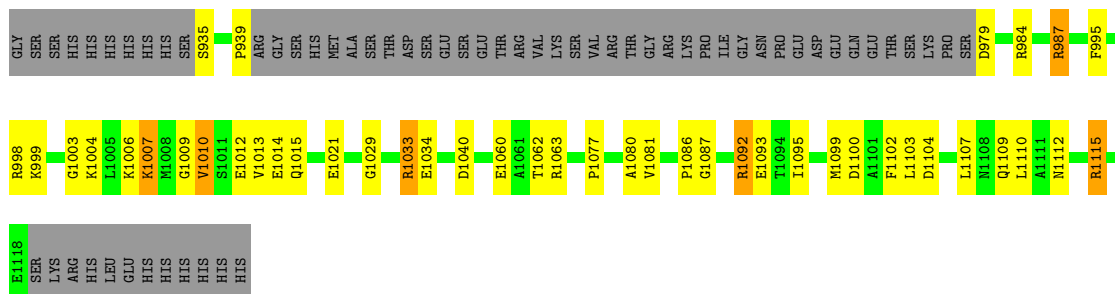 GLY SER SER HIS HIS HIS HIS HIS HIS SER S935 P939 ARG GLY SER HIS MET ALA SER THR ASP SER GLU SER GLU THR ARG VAL LYS SER VAL ARG THR GLY ARG LYS PRO ILE GLY ASN PRO GLU ASP GLU GLN GLU THR SER LYS PRO SER D979 R984 R987 F995
R998 K999 G1003 K1004 L1005 K1006 K1007 M1008 G1009 V1010 S1011 E1012 V1013 E1014 Q1015 E1021 G1029 R1033 E1034 D1040 E1060 A1061 T1062 R1063 P1077 A1080 V1081 P1086 G1087 R1092 E1093 T1094 I1095 M1099 D1100 A1101 F1102 L1103 D1104 L1107 N1108 Q1109 L1110 A1111 N1112 R1115
E1118 SER LYS ARG HIS LEU GLU HIS HIS HIS HIS HIS HIS